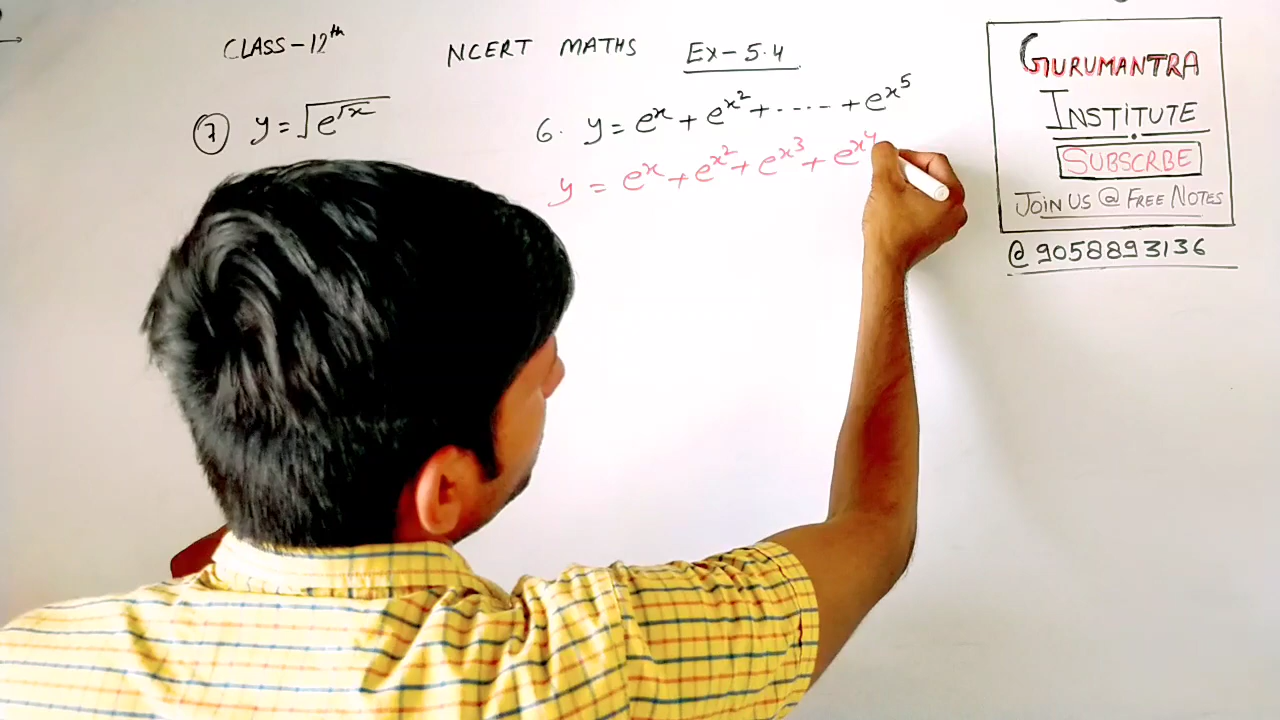 CLASS-12th NCERT MATHS Ex-5.4
⑦ y = √(e^√x)
6. y = e^x + e^x² + ---- + e^x⁵
y = e^x + e^x² + e^x³ + e^x⁴
GURUMANTRA
INSTITUTE
SUBSCRBE
JOIN US @ FREE NOTES
@ 9058893136